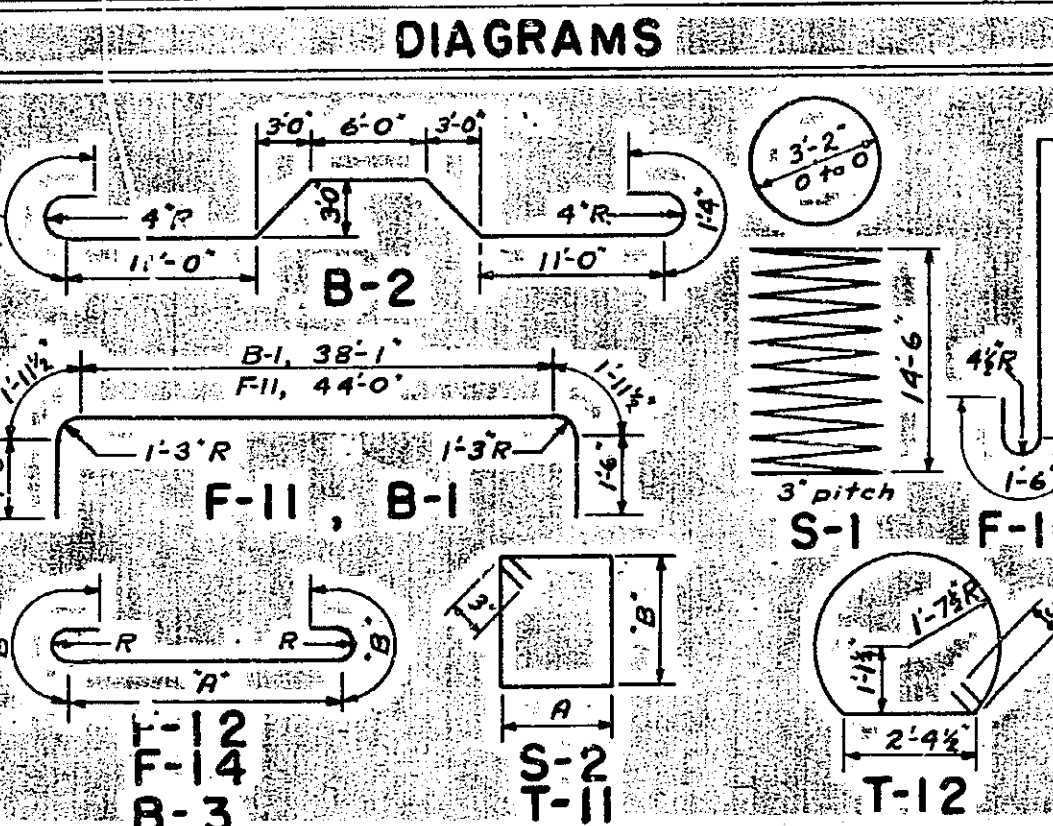 DIAGRAMS
3'-0" 6'-0" 3'-0"
4"R 3'-0" 4"R 1'-4"
11'-0" 11'-0"
B-2
3'-2"
0 to 0
14'-6"
3" pitch
S-1
4½"R
1'-6"
F-1
1'-11½" B-1, 38'-1" 1'-11½"
F-11, 44'-0"
1'-3"R 1'-3"R 1'-6"
F-11, B-1
R R "B"
"A"
F-12
F-14
B-3
3" "B"
A
S-2
T-11
1'-7½"R
1'-1½"
2'-4½"
T-12